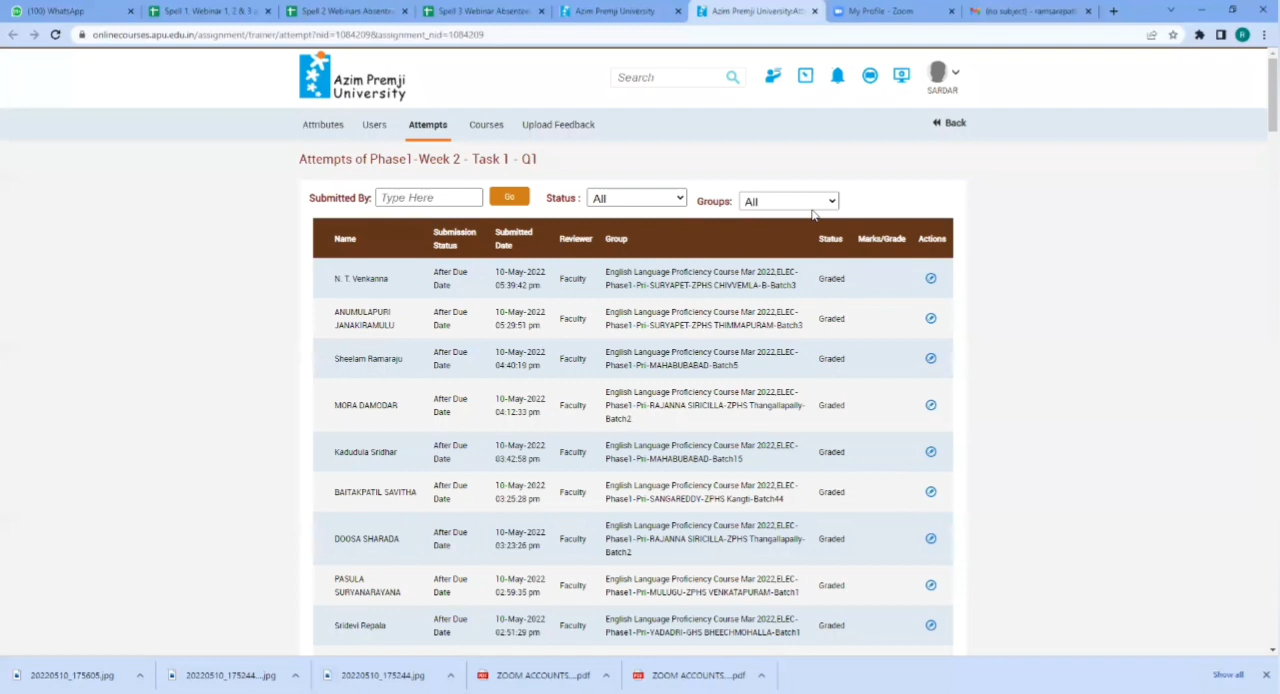 (100) WhatsApp
Spell 1. Webinar 1, 2 & 3
Spell 2 Webinars Absente
Spell 3 Webinar Absentee
Azim Premji University
Azim Premji University:Att
My Profile - Zoom
(no subject) - ramsarepati
onlinecourses.apu.edu.in/assignment/trainer/attempt?nid=1084209&assignment_nid=1084209
R
Azim Premji
University
Search
SARDAR
Attributes Users Attempts Courses Upload Feedback
Back
Attempts of Phase1-Week 2 - Task 1 - Q1
Submitted By: Type Here Go Status : All Groups: All
Name Submission Status Submitted Date Reviewer Group Status Marks/Grade Actions
N. T. Venkanna After Due Date 10-May-2022 05:39:42 pm Faculty English Language Proficiency Course Mar 2022,ELEC-Phase1-Pri-SURYAPET-ZPHS CHIVVEMLA-B-Batch3 Graded
ANUMULAPURI JANAKIRAMULU After Due Date 10-May-2022 05:29:51 pm Faculty English Language Proficiency Course Mar 2022,ELEC-Phase1-Pri-SURYAPET-ZPHS THIMMAPURAM-Batch3 Graded
Sheelam Ramaraju After Due Date 10-May-2022 04:40:19 pm Faculty English Language Proficiency Course Mar 2022,ELEC-Phase1-Pri-MAHABUBABAD-Batch5 Graded
MORA DAMODAR After Due Date 10-May-2022 04:12:33 pm Faculty English Language Proficiency Course Mar 2022,ELEC-Phase1-Pri-RAJANNA SIRICILLA-ZPHS Thangallapally-Batch2 Graded
Kadudula Sridhar After Due Date 10-May-2022 03:42:58 pm Faculty English Language Proficiency Course Mar 2022,ELEC-Phase1-Pri-MAHABUBABAD-Batch15 Graded
BAITAKPATIL SAVITHA After Due Date 10-May-2022 03:25:28 pm Faculty English Language Proficiency Course Mar 2022,ELEC-Phase1-Pri-SANGAREDDY-ZPHS Kangti-Batch44 Graded
DOOSA SHARADA After Due Date 10-May-2022 03:23:26 pm Faculty English Language Proficiency Course Mar 2022,ELEC-Phase1-Pri-RAJANNA SIRICILLA-ZPHS Thangallapally-Batch2 Graded
PASULA SURYANARAYANA After Due Date 10-May-2022 02:59:35 pm Faculty English Language Proficiency Course Mar 2022,ELEC-Phase1-Pri-MULUGU-ZPHS VENKATAPURAM-Batch1 Graded
Sridevi Repala After Due Date 10-May-2022 02:51:29 pm Faculty English Language Proficiency Course Mar 2022,ELEC-Phase1-Pri-YADADRI-GHS BHEECHMOHALLA-Batch1 Graded
20220510_175605.jpg
20220510_175244....jpg
20220510_175244.jpg
ZOOM ACCOUNTS....pdf
ZOOM ACCOUNTS....pdf
Show all